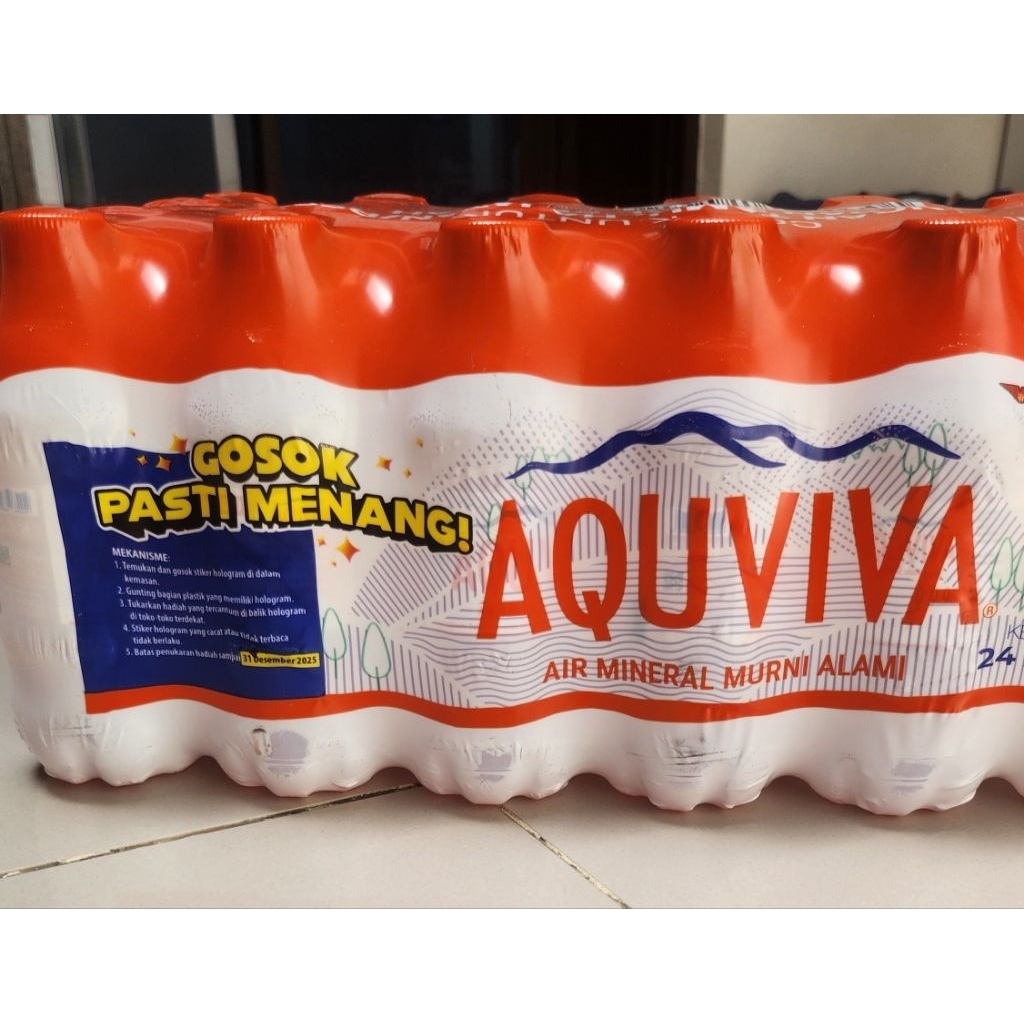 GOSOK
PASTI MENANG!
MEKANISME:
1. Temukan dan gosok stiker hologram di dalam
kemasan.
2. Gunting bagian plastik yang memiliki hologram.
3. Tukarkan hadiah yang tercantum di balik hologram
di toko-toko terdekat.
4. Stiker hologram yang cacat atau tidak terbaca
tidak berlaku.
5. Batas penukaran hadiah sampai 31 Desember 2025
AQUVIVA®
AIR MINERAL MURNI ALAMI
24